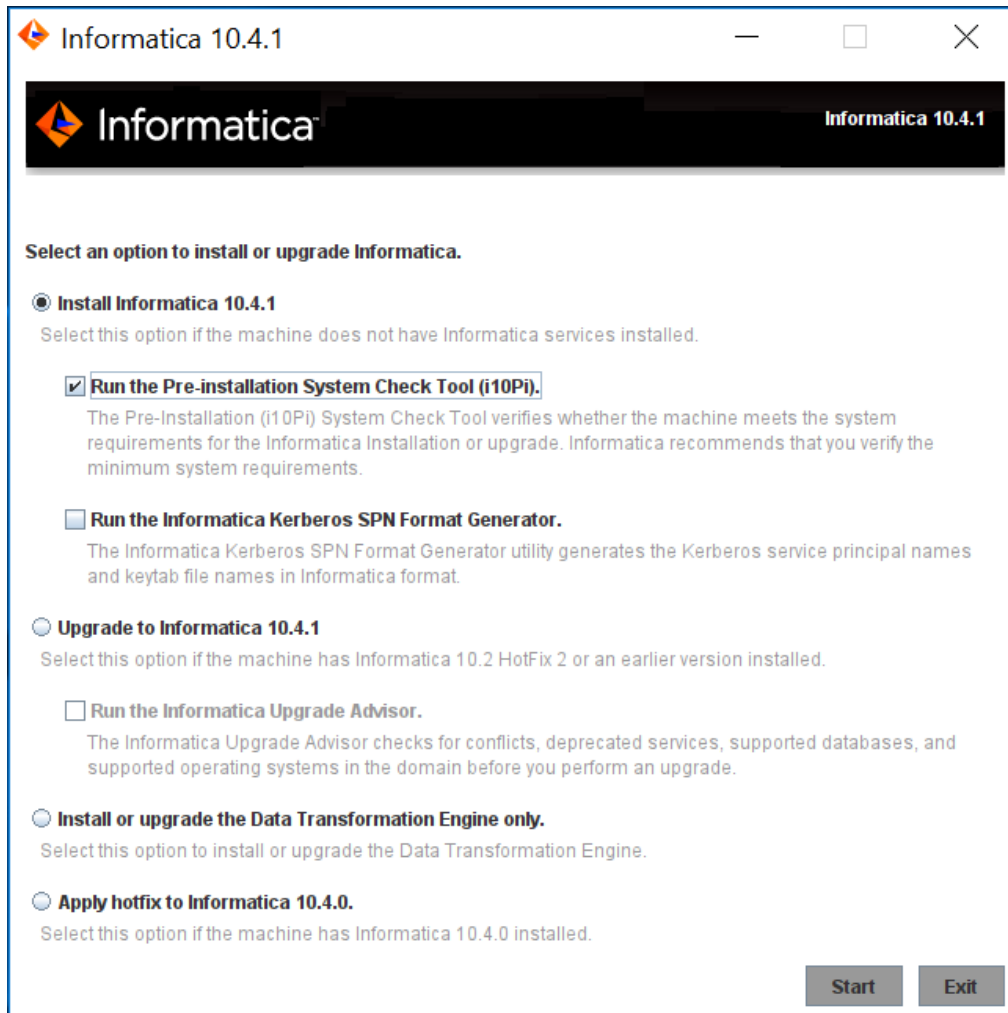 Informatica 10.4.1
Informatica™
Informatica 10.4.1
Select an option to install or upgrade Informatica.
Install Informatica 10.4.1
Select this option if the machine does not have Informatica services installed.
Run the Pre-installation System Check Tool (i10Pi).
The Pre-Installation (i10Pi) System Check Tool verifies whether the machine meets the system
requirements for the Informatica Installation or upgrade. Informatica recommends that you verify the
minimum system requirements.
Run the Informatica Kerberos SPN Format Generator.
The Informatica Kerberos SPN Format Generator utility generates the Kerberos service principal names
and keytab file names in Informatica format.
Upgrade to Informatica 10.4.1
Select this option if the machine has Informatica 10.2 HotFix 2 or an earlier version installed.
Run the Informatica Upgrade Advisor.
The Informatica Upgrade Advisor checks for conflicts, deprecated services, supported databases, and
supported operating systems in the domain before you perform an upgrade.
Install or upgrade the Data Transformation Engine only.
Select this option to install or upgrade the Data Transformation Engine.
Apply hotfix to Informatica 10.4.0.
Select this option if the machine has Informatica 10.4.0 installed.
Start Exit